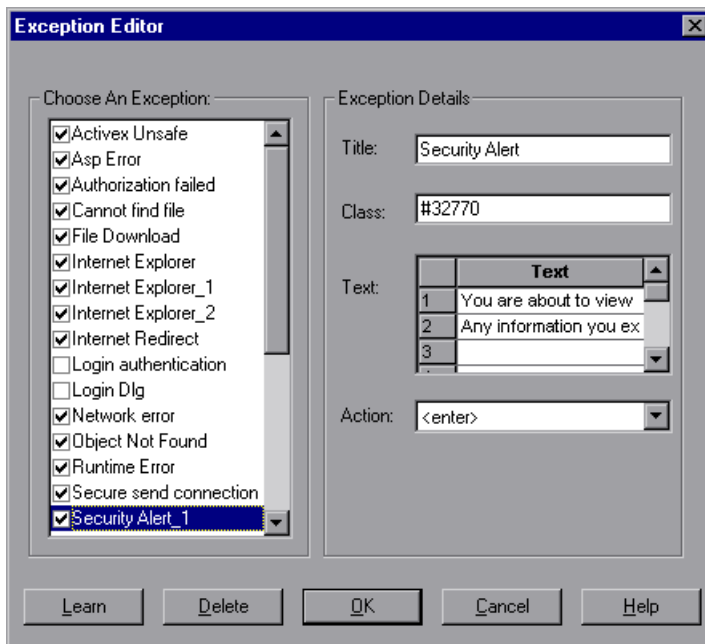 Exception Editor
Choose An Exception:
Activex Unsafe
Asp Error
Authorization failed
Cannot find file
File Download
Internet Explorer
Internet Explorer_1
Internet Explorer_2
Internet Redirect
Login authentication
Login Dlg
Network error
Object Not Found
Runtime Error
Secure send connection
Security Alert_1
Exception Details
Title: Security Alert
Class: #32770
Text:
Text
1 You are about to view
2 Any information you ex
3
Action: <enter>
Learn Delete OK Cancel Help